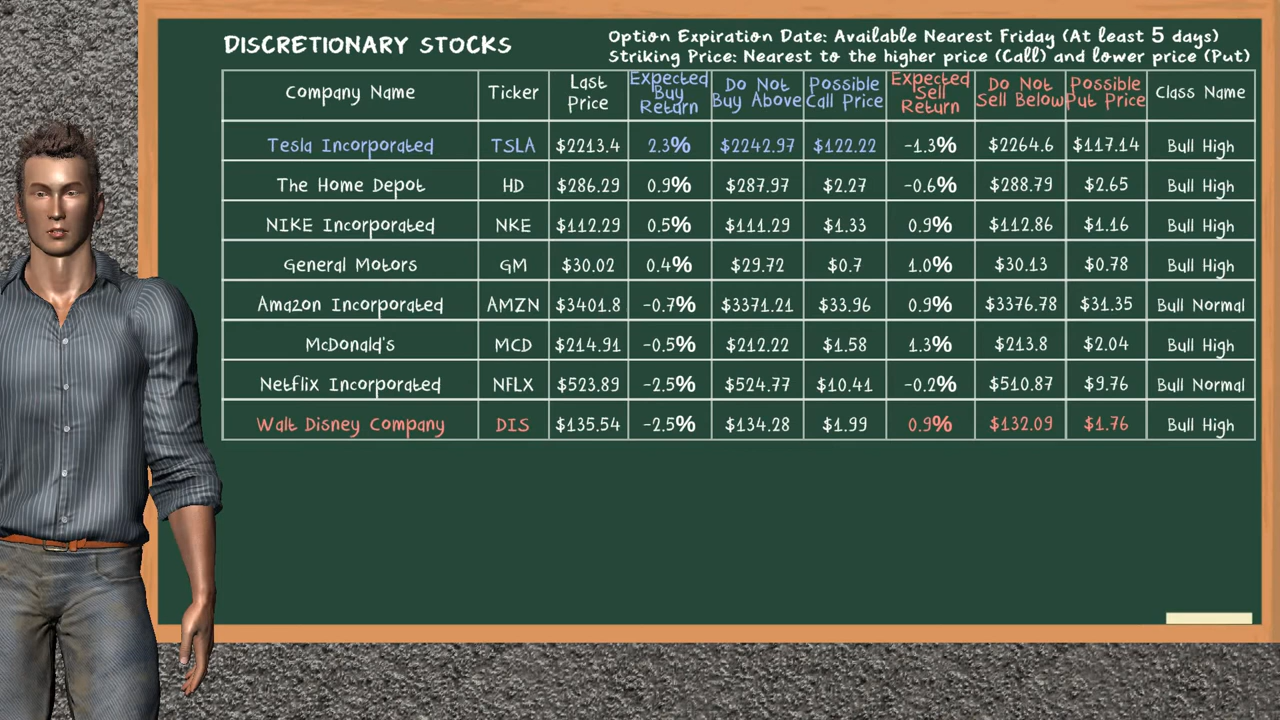 DISCRETIONARY STOCKS
Option Expiration Date: Available Nearest Friday (At least 5 days)
Striking Price: Nearest to the higher price (Call) and lower price (Put)
Company Name Ticker Last Price Expected Buy Return Do Not Buy Above Possible Call Price Expected Sell Return Do Not Sell Below Possible Put Price Class Name
Tesla Incorporated TSLA $2213.4 2.3% $2242.97 $122.22 -1.3% $2264.6 $117.14 Bull High
The Home Depot HD $286.29 0.9% $287.97 $2.27 -0.6% $288.79 $2.65 Bull High
NIKE Incorporated NKE $112.29 0.5% $111.29 $1.33 0.9% $112.86 $1.16 Bull High
General Motors GM $30.02 0.4% $29.72 $0.7 1.0% $30.13 $0.78 Bull High
Amazon Incorporated AMZN $3401.8 -0.7% $3371.21 $33.96 0.9% $3376.78 $31.35 Bull Normal
McDonald's MCD $214.91 -0.5% $212.22 $1.58 1.3% $213.8 $2.04 Bull High
Netflix Incorporated NFLX $523.89 -2.5% $524.77 $10.41 -0.2% $510.87 $9.76 Bull Normal
Walt Disney Company DIS $135.54 -2.5% $134.28 $1.99 0.9% $132.09 $1.76 Bull High